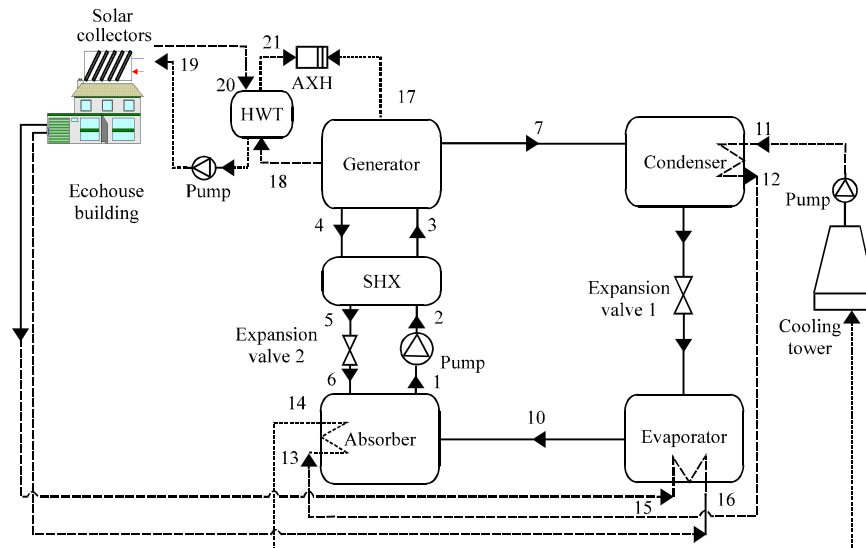 Solar
collectors
19
20
21
AXH
17
HWT
18
Pump
Ecohouse
building
Generator
7
Condenser
11
12
Pump
4
3
SHX
5
2
Expansion
valve 2
Pump
6
1
Expansion
valve 1
Cooling
tower
14
Absorber
13
10
Evaporator
15
16